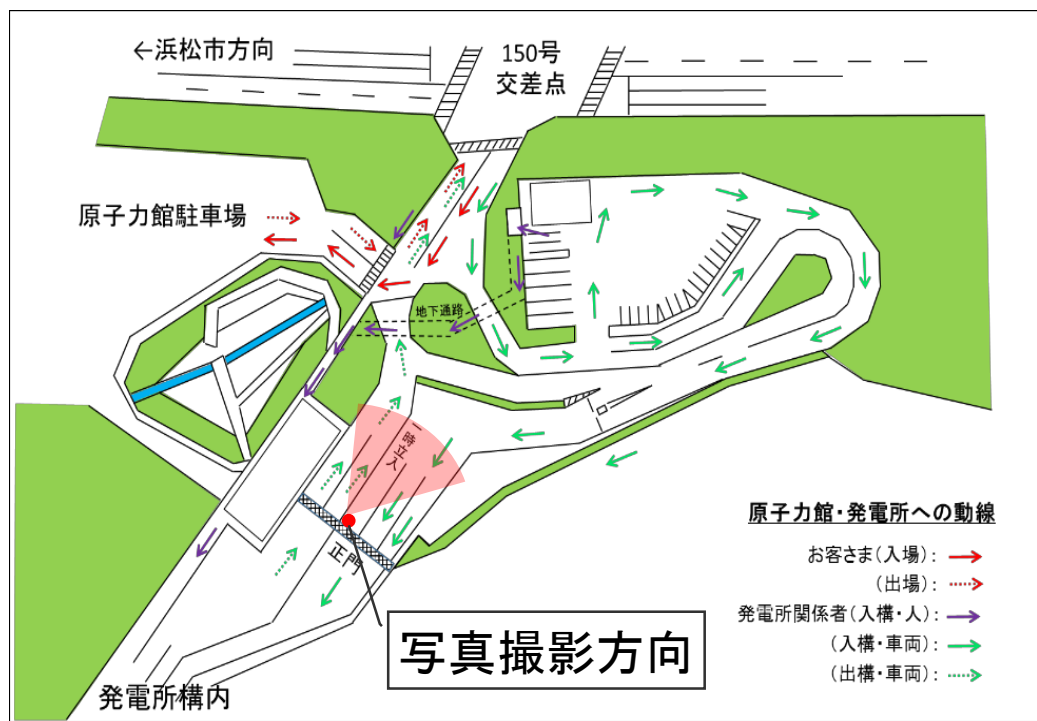 ←浜松市方向
150号
交差点
原子力館駐車場
地下通路
一時立入
正門
写真撮影方向
発電所構内
原子力館・発電所への動線
お客さま(入場):
(出場):
発電所関係者(入構・人):
(入構・車両):
(出構・車両):